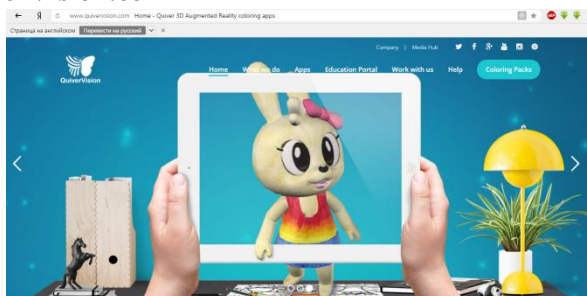 Я www.quivervision.com Home - Quiver 3D Augmented Reality coloring apps
Страница на английском Перевести на русский
Company | Media Hub
QuiverVision
Home What we do Apps Education Portal Work with us Help Coloring Packs